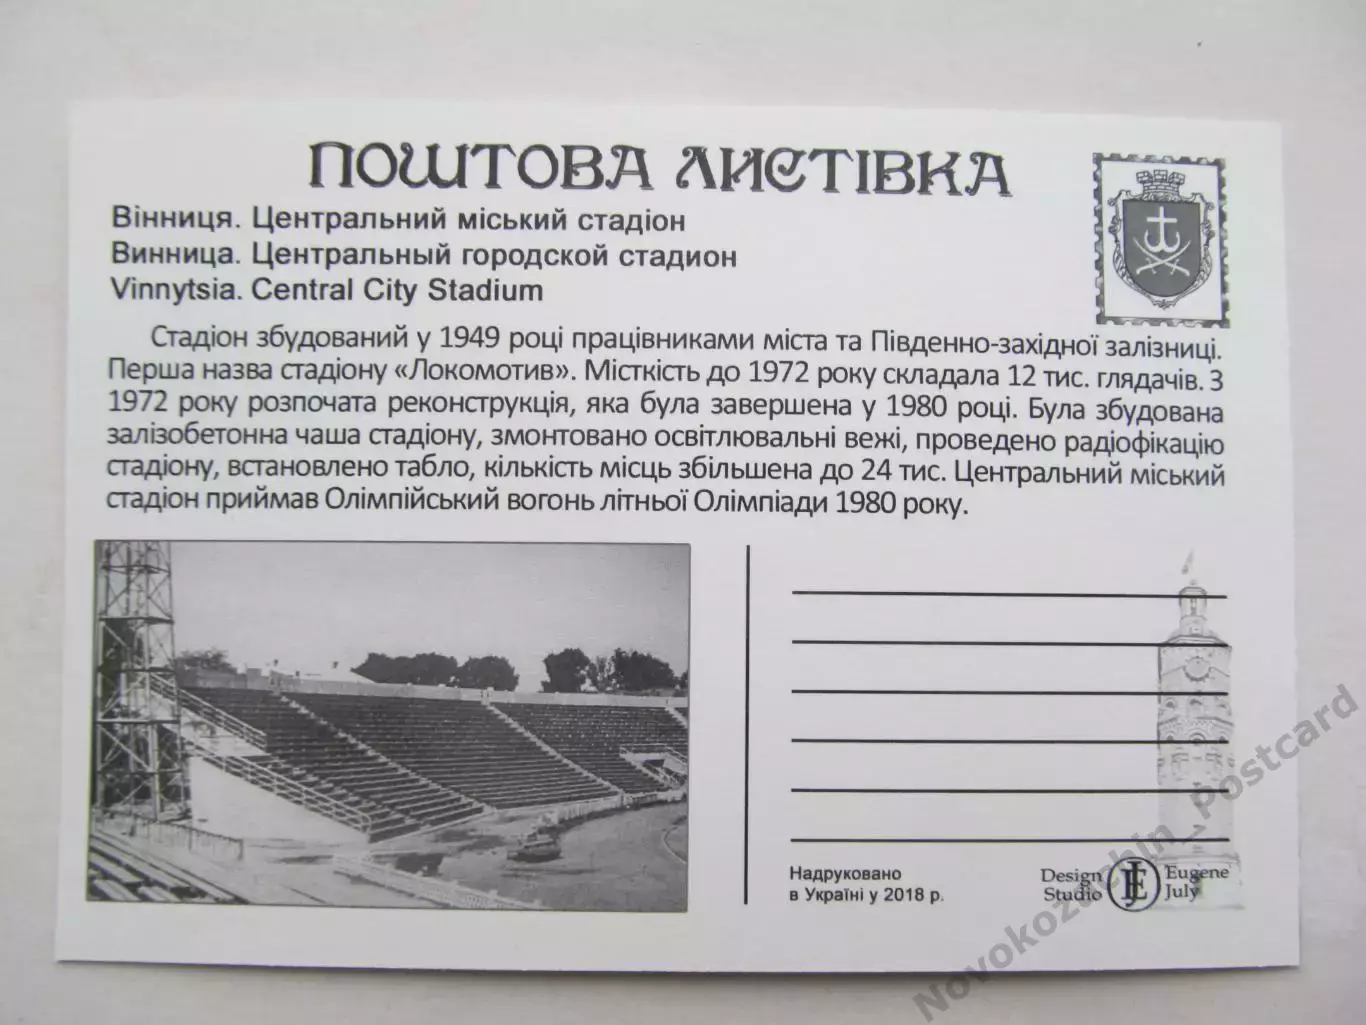 ПОШТОВА ЛИСТІВКА
Вінниця. Центральний міський стадіон
Винница. Центральный городской стадион
Vinnytsia. Central City Stadium
Стадіон збудований у 1949 році працівниками міста та Південно-західної залізниці.
Перша назва стадіону «Локомотив». Місткість до 1972 року складала 12 тис. глядачів. З
1972 року розпочата реконструкція, яка була завершена у 1980 році. Була збудована
залізобетонна чаша стадіону, змонтовано освітлювальні вежі, проведено радіофікацію
стадіону, встановлено табло, кількість місць збільшена до 24 тис. Центральний міський
стадіон приймав Олімпійський вогонь літньої Олімпіади 1980 року.
Надруковано
в Україні у 2018 р.
Design
Studio
Eugene
July
Novokozachin_Postcard